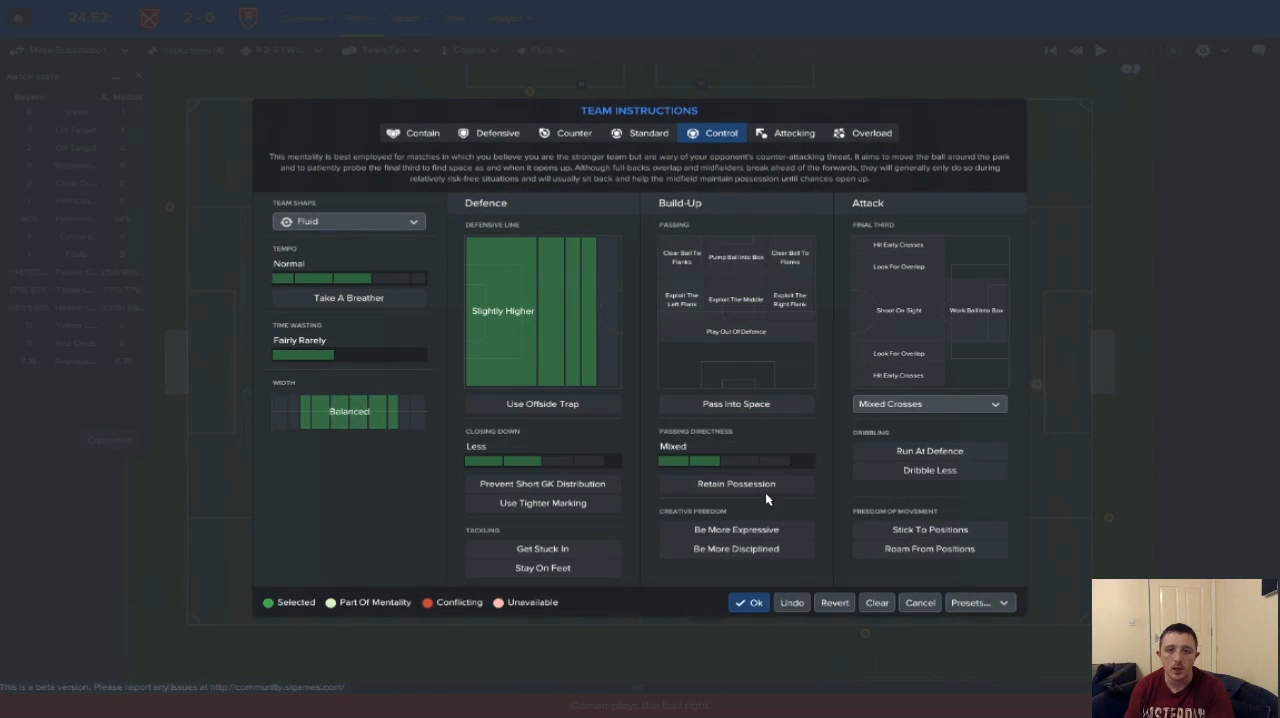 24:52
2 - 0
TEAM INSTRUCTIONS
Contain
Defensive
Counter
Standard
Control
Attacking
Overload
This mentality is best employed for matches in which you believe you are the stronger team but are wary of your opponent's counter-attacking threat. It aims to move the ball around the park
and to patiently probe the final third to find space as and when it opens up. Although full-backs overlap and midfielders break ahead of the forwards, they will generally only do so during
relatively risk-free situations and will usually sit back and help the midfield maintain possession until chances open up.
TEAM SHAPE
Fluid
TEMPO
Normal
Take A Breather
TIME WASTING
Fairly Rarely
WIDTH
Balanced
Defence
DEFENSIVE LINE
Slightly Higher
Use Offside Trap
CLOSING DOWN
Less
Prevent Short GK Distribution
Use Tighter Marking
TACKLING
Get Stuck In
Stay On Feet
Build-Up
PASSING
Clear Ball To
Flanks
Pump Ball Into Box
Clear Ball To
Flanks
Exploit The
Left Flank
Exploit The Middle
Exploit The
Right Flank
Play Out Of Defence
Pass Into Space
PASSING DIRECTNESS
Mixed
Retain Possession
CREATIVE FREEDOM
Be More Expressive
Be More Disciplined
Attack
FINAL THIRD
Hit Early Crosses
Look For Overlap
Shoot On Sight
Work Ball Into Box
Look For Overlap
Hit Early Crosses
Mixed Crosses
DRIBBLING
Run At Defence
Dribble Less
FREEDOM OF MOVEMENT
Stick To Positions
Roam From Positions
Selected
Part Of Mentality
Conflicting
Unavailable
Ok
Undo
Revert
Clear
Cancel
Presets...
This is a beta version. Please report any issues at http://community.sigames.com/
Coman plays the ball right